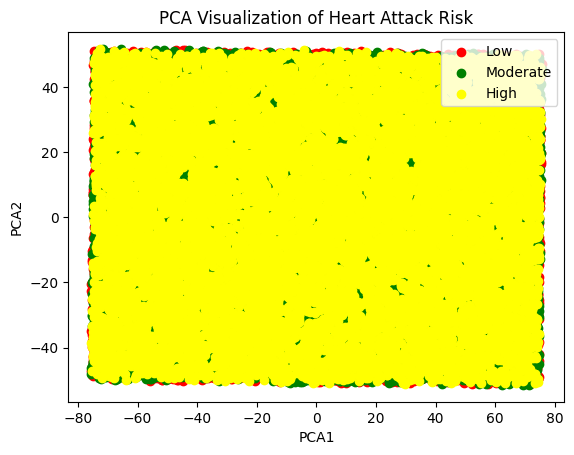 PCA Visualization of Heart Attack Risk
Low
Moderate
High
40
20
0
−20
−40
PCA2
−80
−60
−40
−20
0
20
40
60
80
PCA1